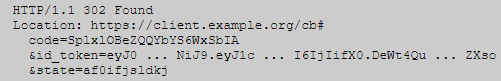 HTTP/1.1 302 Found
Location: https://client.example.org/cb#
code=SplxlOBeZQQYbYS6WxSbIA
&id_token=eyJ0 ... NiJ9.eyJ1c ... I6IjIifX0.DeWt4Qu ... ZXso
&state=af0ifjsldkj